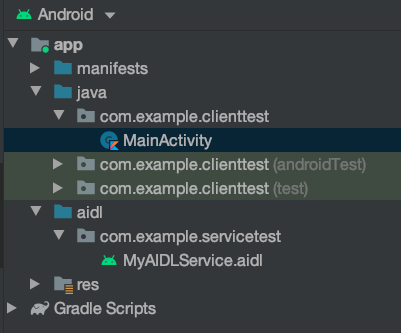 Android
app
manifests
java
com.example.clienttest
MainActivity
com.example.clienttest (androidTest)
com.example.clienttest (test)
aidl
com.example.servicetest
MyAIDLService.aidl
res
Gradle Scripts